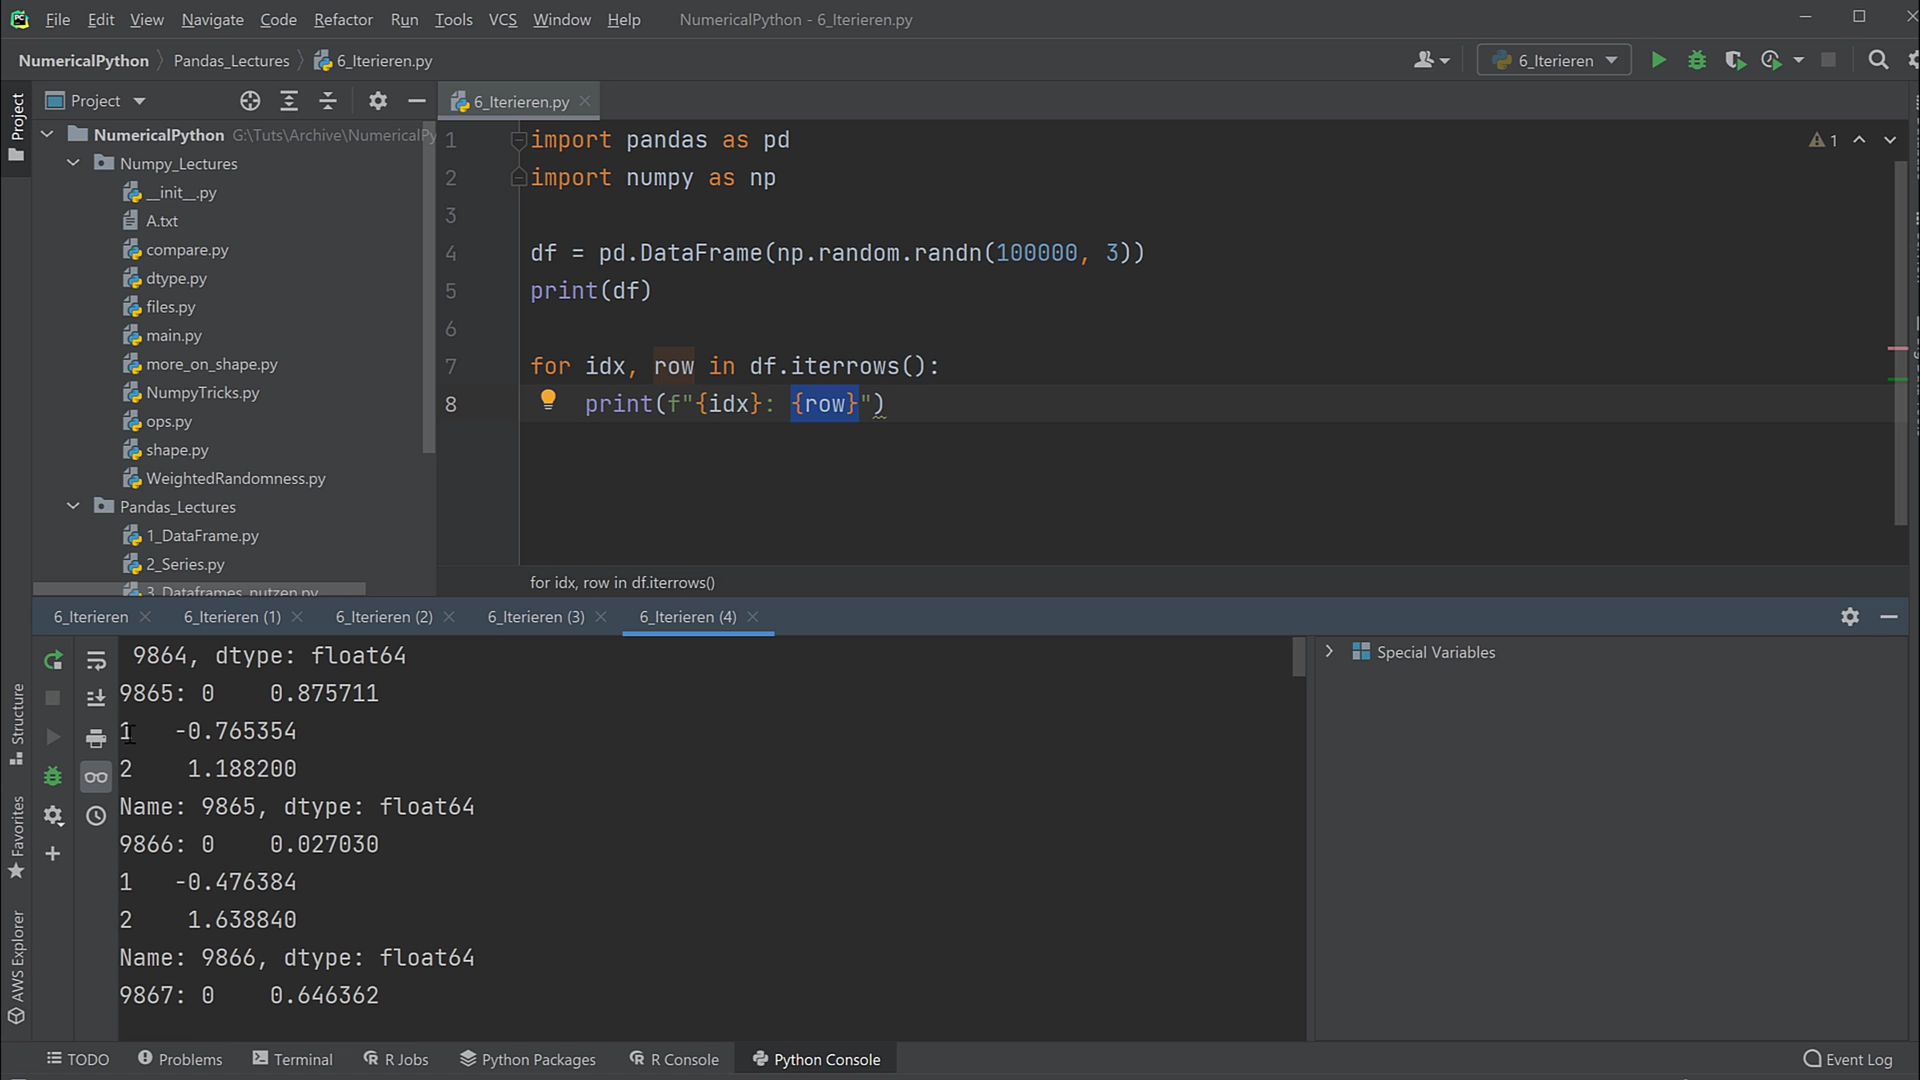 File Edit View Navigate Code Refactor Run Tools VCS Window Help NumericalPython - 6_Iterieren.py
NumericalPython Pandas_Lectures 6_Iterieren.py 6_Iterieren
Project
Project
NumericalPython G:\Tuts\Archive\NumericalPy
Numpy_Lectures
__init__.py
A.txt
compare.py
dtype.py
files.py
main.py
more_on_shape.py
NumpyTricks.py
ops.py
shape.py
WeightedRandomness.py
Pandas_Lectures
1_DataFrame.py
2_Series.py
3_Dataframes_nutzen.py
6_Iterieren.py
1
1 import pandas as pd
2 import numpy as np
3
4 df = pd.DataFrame(np.random.randn(100000, 3))
5 print(df)
6
7 for idx, row in df.iterrows():
8 print(f"{idx}: {row}")
for idx, row in df.iterrows()
6_Iterieren 6_Iterieren (1) 6_Iterieren (2) 6_Iterieren (3) 6_Iterieren (4)
9864, dtype: float64
9865: 0 0.875711
1 -0.765354
2 1.188200
Name: 9865, dtype: float64
9866: 0 0.027030
1 -0.476384
2 1.638840
Name: 9866, dtype: float64
9867: 0 0.646362
Special Variables
Structure
Favorites
AWS Explorer
TODO Problems Terminal R Jobs Python Packages R Console Python Console Event Log